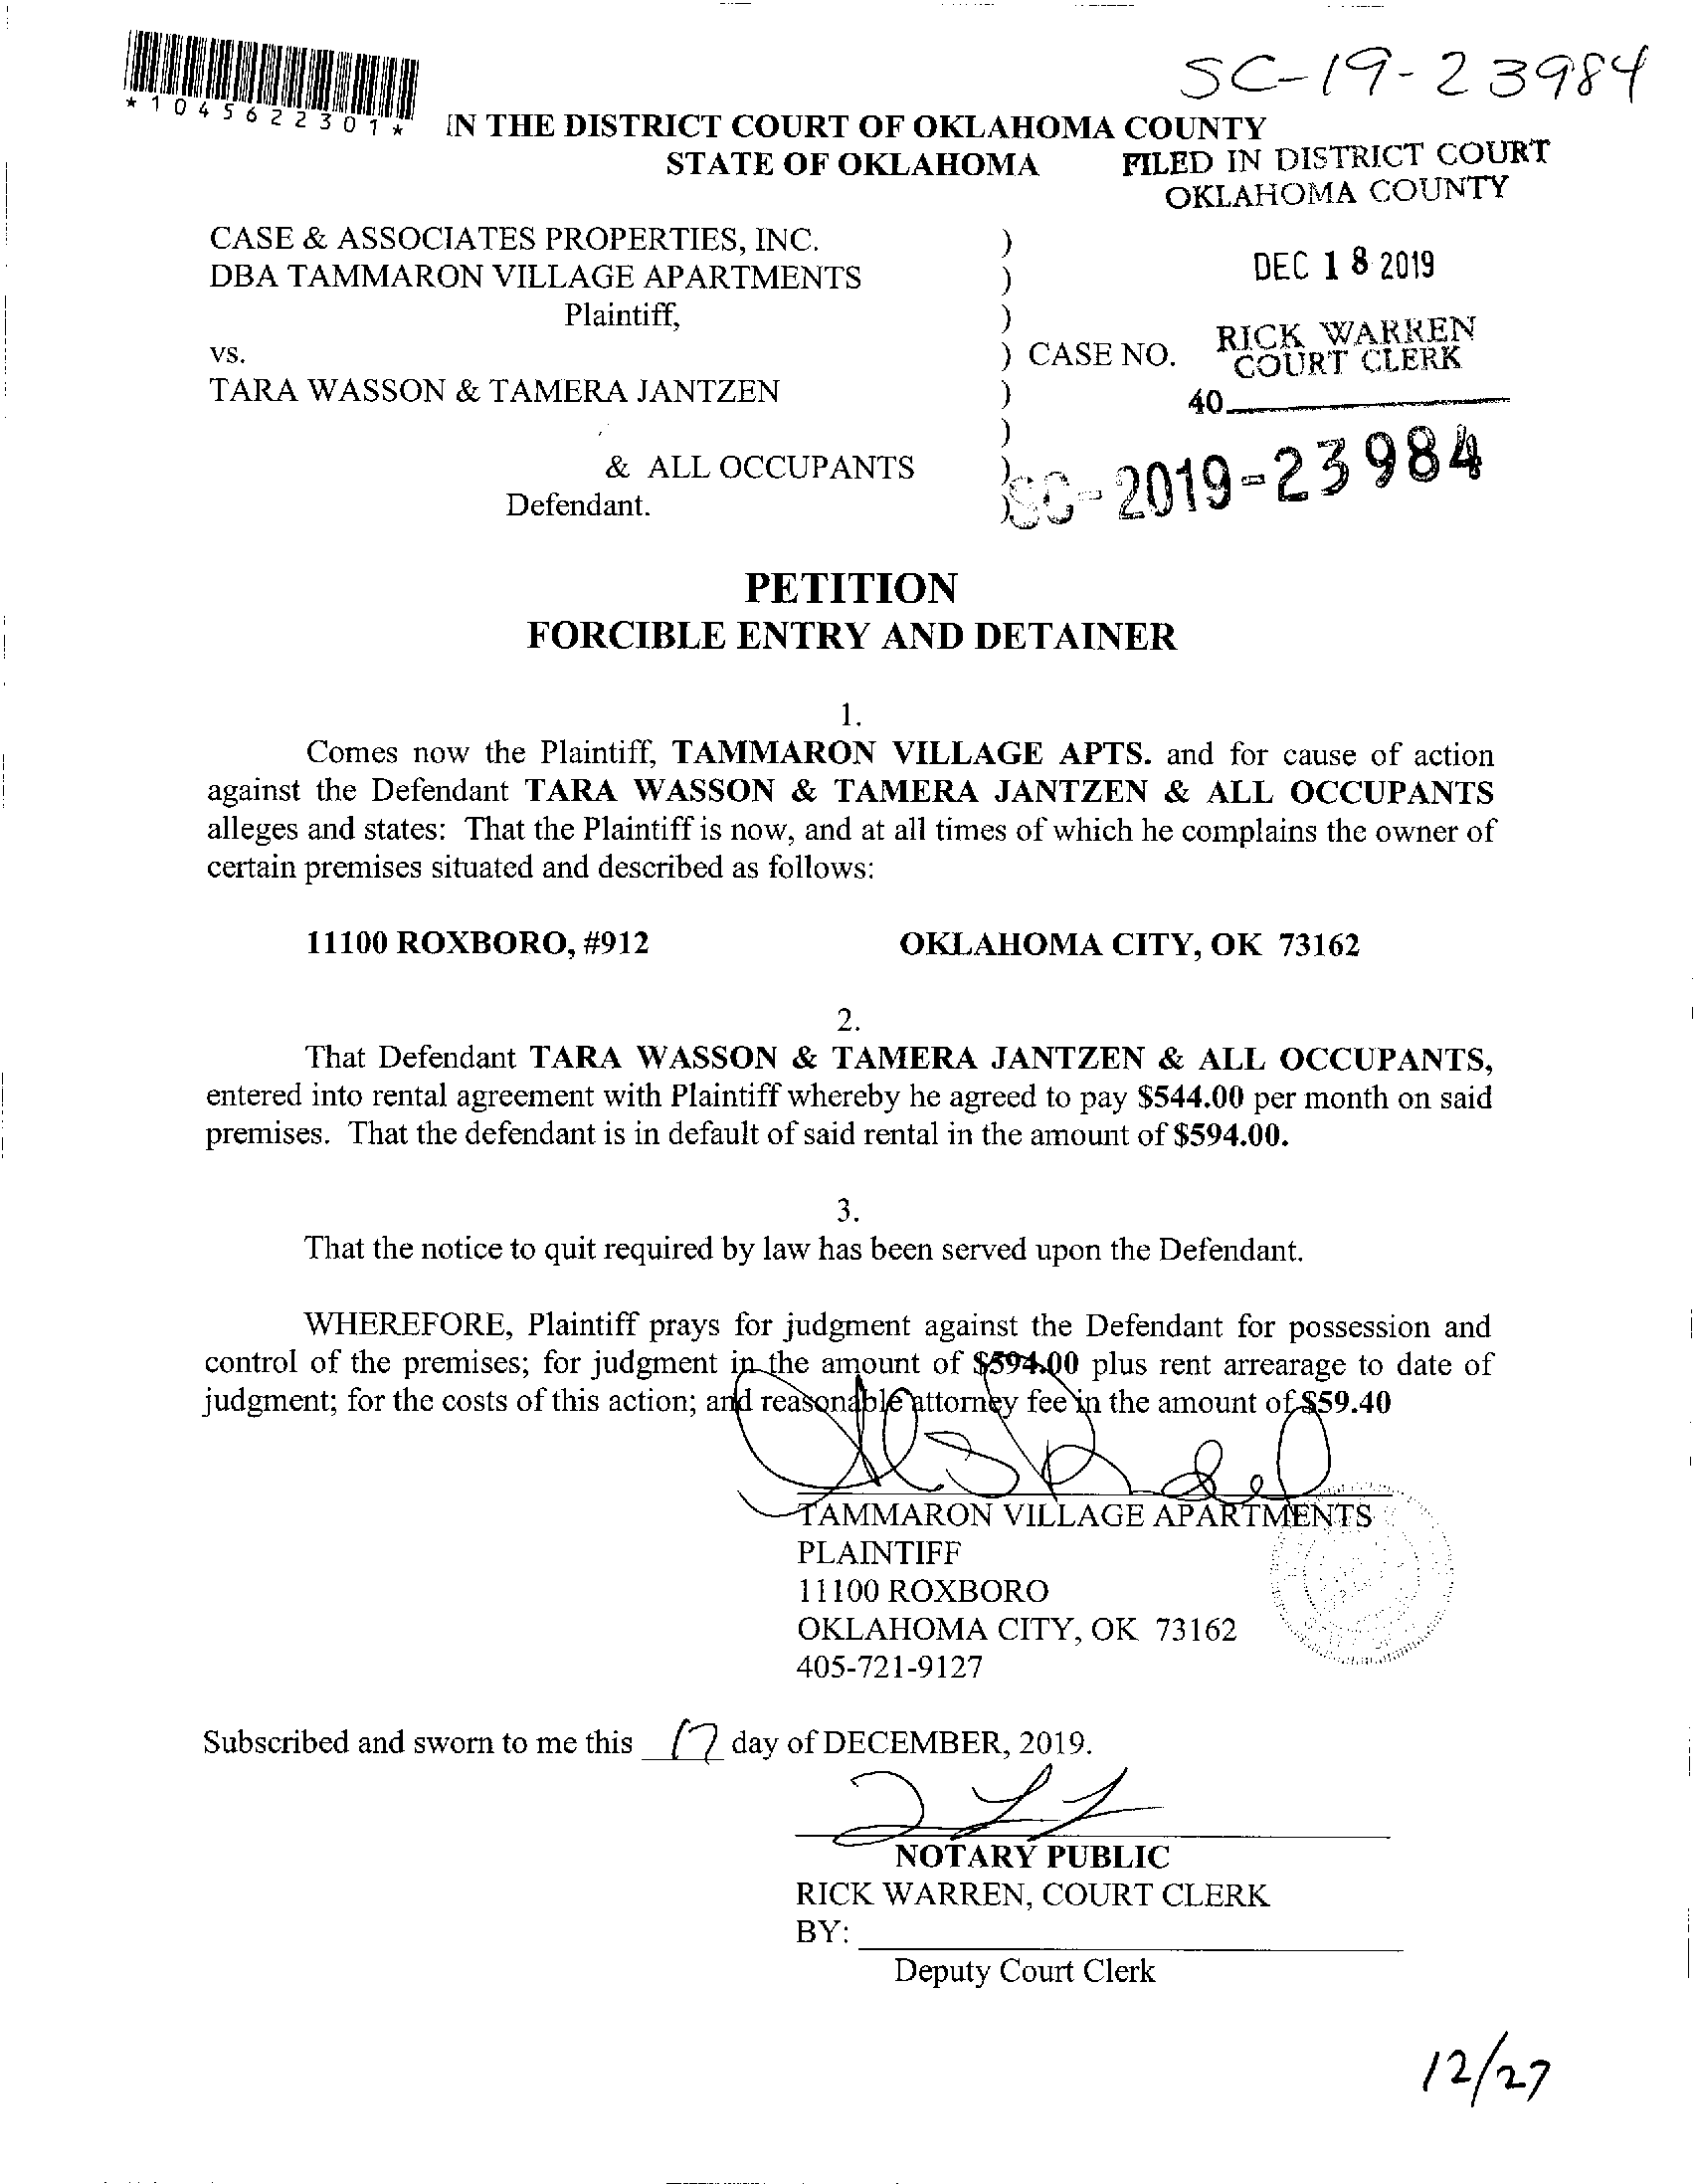 SC-19-23984
*1045622301*
IN THE DISTRICT COURT OF OKLAHOMA COUNTY
STATE OF OKLAHOMA
FILED IN DISTRICT COURT
OKLAHOMA COUNTY
CASE & ASSOCIATES PROPERTIES, INC. )
DBA TAMMARON VILLAGE APARTMENTS )
DEC 18 2019
Plaintiff, )
RICK WARREN
COURT CLERK
vs. ) CASE NO.
TARA WASSON & TAMERA JANTZEN )
40
)
& ALL OCCUPANTS )
SC-2019-23984
Defendant. )
PETITION
FORCIBLE ENTRY AND DETAINER
1.
Comes now the Plaintiff, TAMMARON VILLAGE APTS. and for cause of action
against the Defendant TARA WASSON & TAMERA JANTZEN & ALL OCCUPANTS
alleges and states: That the Plaintiff is now, and at all times of which he complains the owner of
certain premises situated and described as follows:
11100 ROXBORO, #912 OKLAHOMA CITY, OK 73162
2.
That Defendant TARA WASSON & TAMERA JANTZEN & ALL OCCUPANTS,
entered into rental agreement with Plaintiff whereby he agreed to pay $544.00 per month on said
premises. That the defendant is in default of said rental in the amount of $594.00.
3.
That the notice to quit required by law has been served upon the Defendant.
WHEREFORE, Plaintiff prays for judgment against the Defendant for possession and
control of the premises; for judgment in the amount of $594.00 plus rent arrearage to date of
judgment; for the costs of this action; and reasonable attorney fee in the amount of $59.40
TAMMARON VILLAGE APARTMENTS
PLAINTIFF
11100 ROXBORO
OKLAHOMA CITY, OK 73162
405-721-9127
Subscribed and sworn to me this 17 day of DECEMBER, 2019.
NOTARY PUBLIC
RICK WARREN, COURT CLERK
BY:
Deputy Court Clerk
12/27